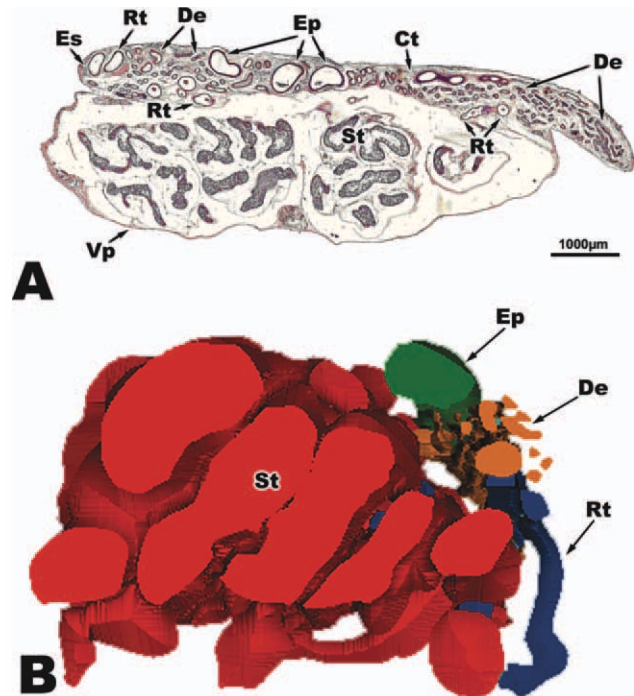 Rt De Ep
Es Ct De
Rt St Rt
Vp
1000µm
A
Ep
De
St
Rt
B